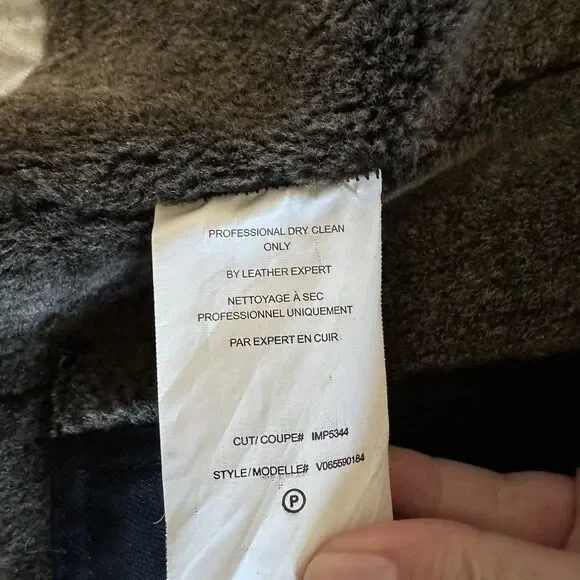 PROFESSIONAL DRY CLEAN
ONLY
BY LEATHER EXPERT
NETTOYAGE À SEC
PROFESSIONNEL UNIQUEMENT
PAR EXPERT EN CUIR
CUT/ COUPE# IMP5344
STYLE/MODELLE# V065590184
P